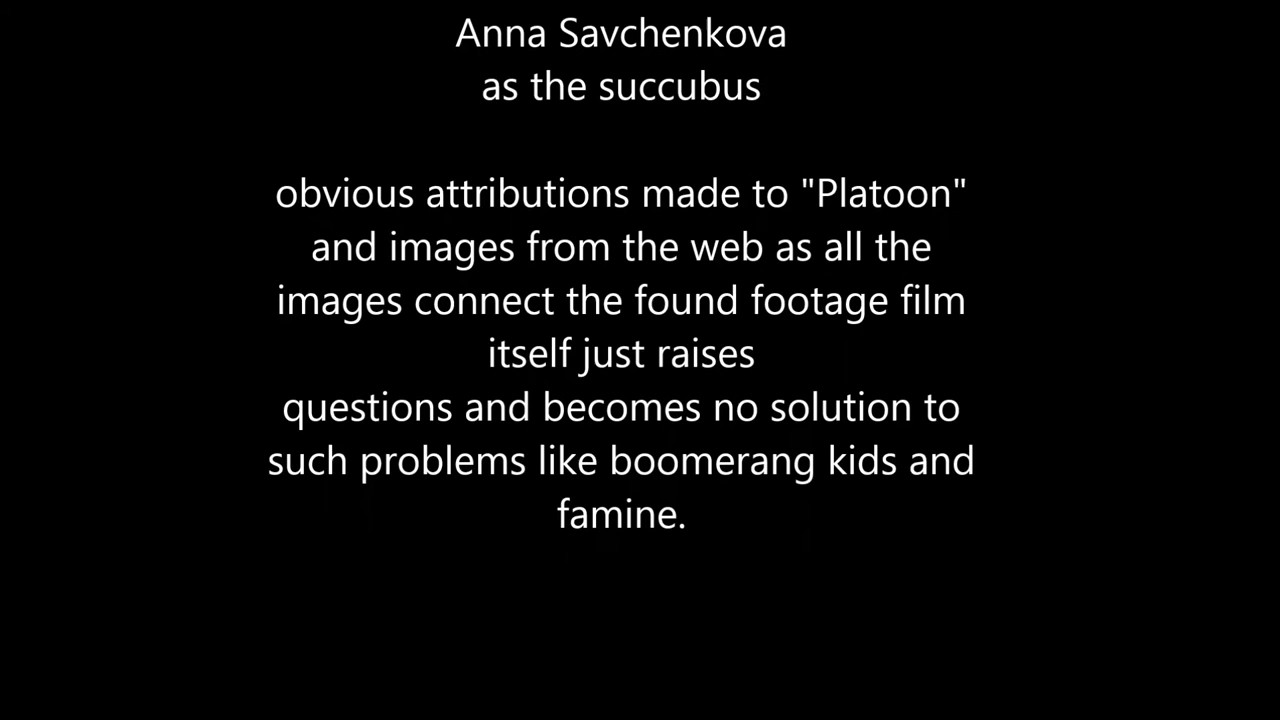 Anna Savchenkova
as the succubus
obvious attributions made to "Platoon"
and images from the web as all the
images connect the found footage film
itself just raises
questions and becomes no solution to
such problems like boomerang kids and
famine.